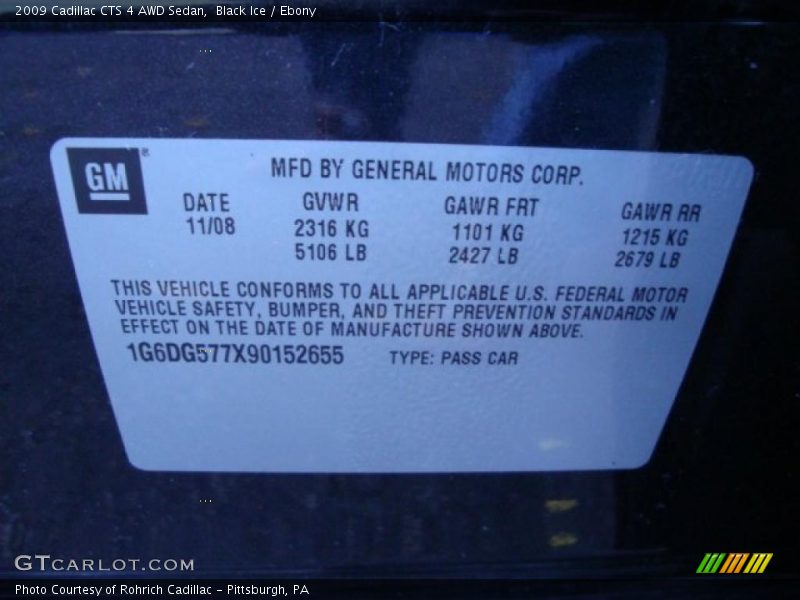 2009 Cadillac CTS 4 AWD Sedan, Black Ice / Ebony
GM®
MFD BY GENERAL MOTORS CORP.
DATE GVWR GAWR FRT GAWR RR
11/08 2316 KG 1101 KG 1215 KG
5106 LB 2427 LB 2679 LB
THIS VEHICLE CONFORMS TO ALL APPLICABLE U.S. FEDERAL MOTOR
VEHICLE SAFETY, BUMPER, AND THEFT PREVENTION STANDARDS IN
EFFECT ON THE DATE OF MANUFACTURE SHOWN ABOVE.
1G6DG577X90152655 TYPE: PASS CAR
GTCARLOT.COM
Photo Courtesy of Rohrich Cadillac - Pittsburgh, PA